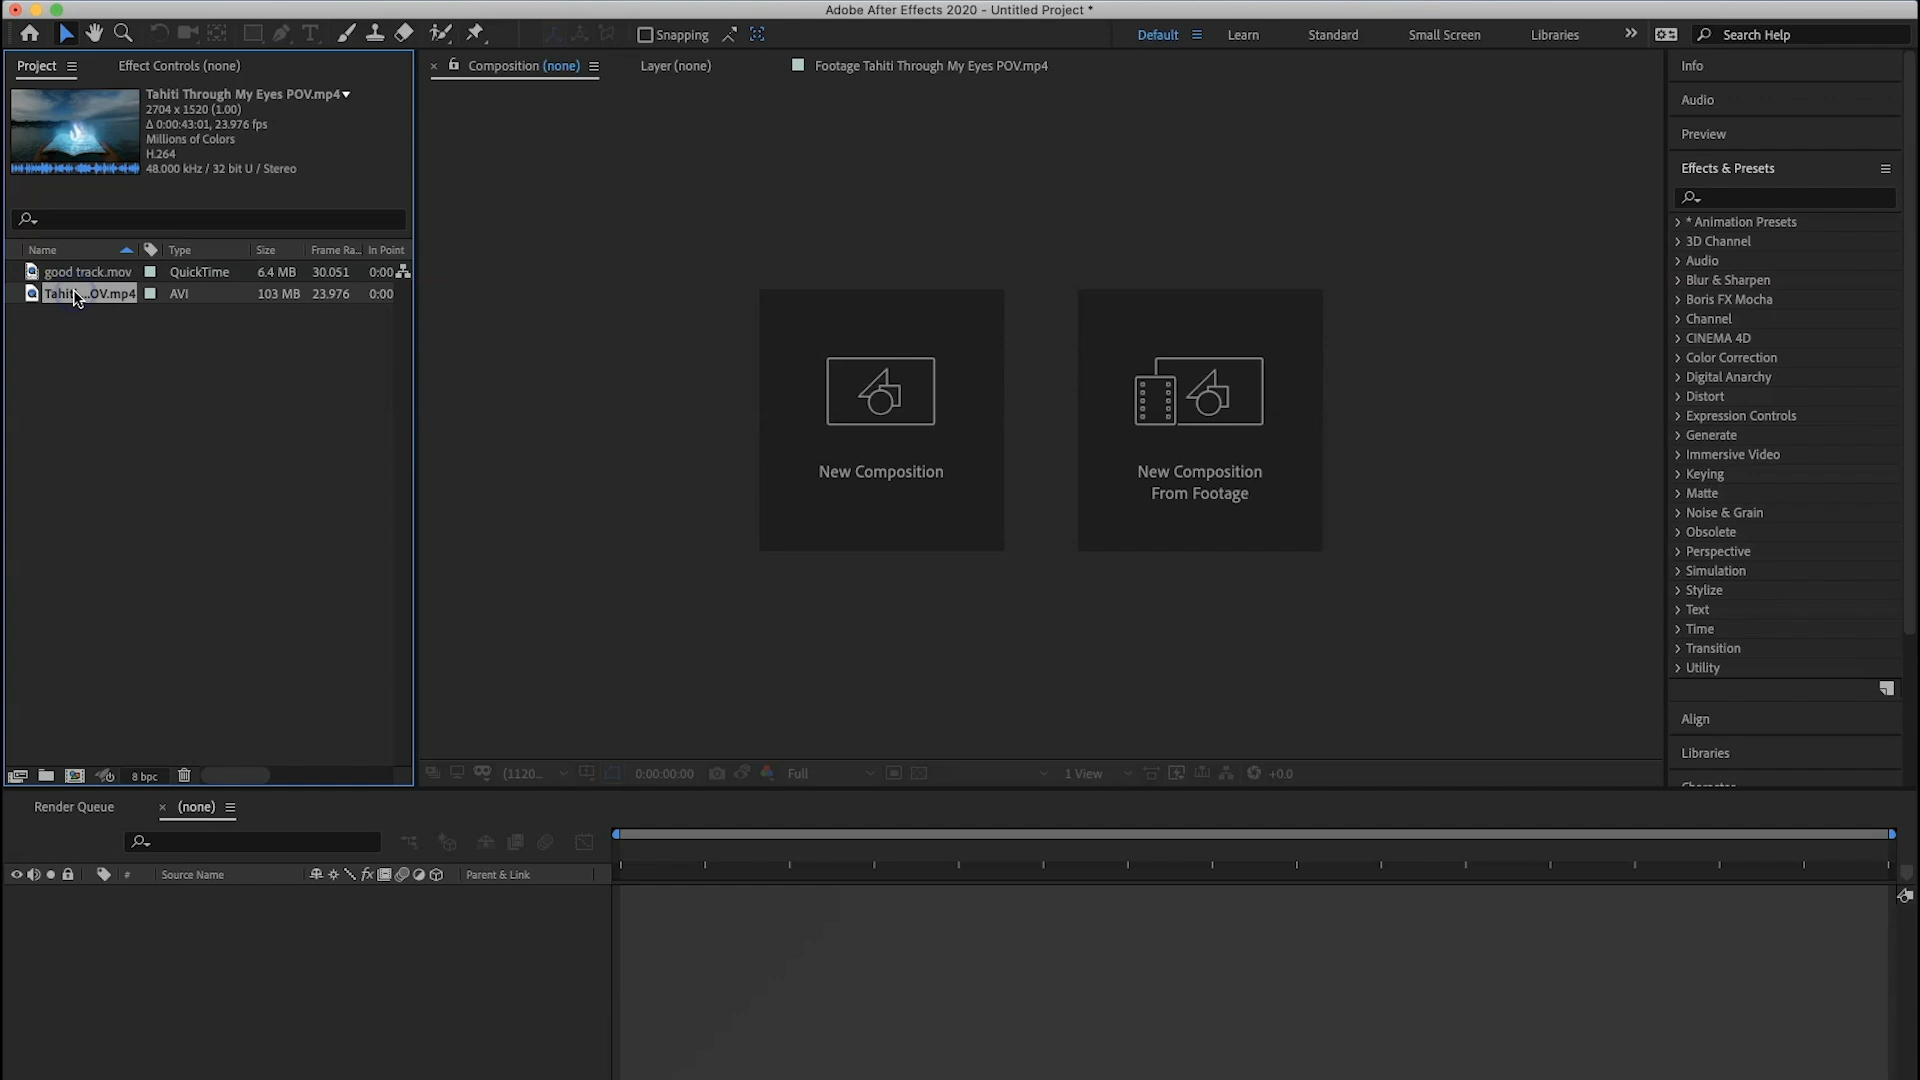 Adobe After Effects 2020 - Untitled Project *
Snapping
Default
Learn
Standard
Small Screen
Libraries
Search Help
Project
Effect Controls (none)
Composition (none)
Layer (none)
Footage Tahiti Through My Eyes POV.mp4
Tahiti Through My Eyes POV.mp4
2704 x 1520 (1.00)
Δ 0:00:43:01, 23.976 fps
Millions of Colors
H.264
48.000 kHz / 32 bit U / Stereo
Name
Type
Size
Frame Ra...
In Point
good track.mov
QuickTime
6.4 MB
30.051
0:00
AVI
103 MB
23.976
0:00
New Composition
New Composition
From Footage
Info
Audio
Preview
Effects & Presets
* Animation Presets
3D Channel
Audio
Blur & Sharpen
Boris FX Mocha
Channel
CINEMA 4D
Color Correction
Digital Anarchy
Distort
Expression Controls
Generate
Immersive Video
Keying
Matte
Noise & Grain
Obsolete
Perspective
Simulation
Stylize
Text
Time
Transition
Utility
Align
Libraries
8 bpc
(1120...
0:00:00:00
Full
1 View
+0.0
Render Queue
(none)
#
Source Name
fx
Parent & Link